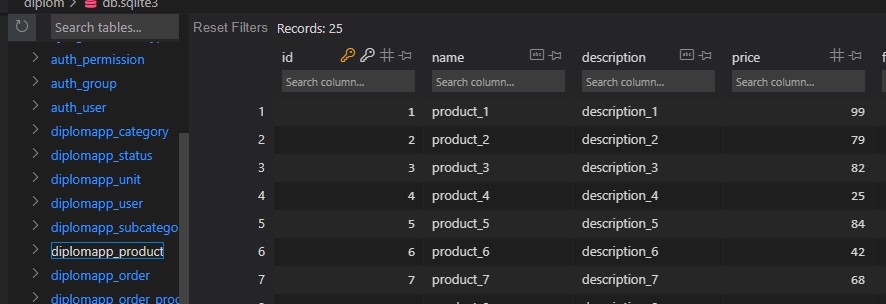 diplom > db.sqlite3
Search tables...
Reset Filters Records: 25
auth_permission
auth_group
auth_user
diplomapp_category
diplomapp_status
diplomapp_unit
diplomapp_user
diplomapp_subcatego
diplomapp_product
diplomapp_order
diplomapp_order_prod
id name abc description abc price
Search column... Search column... Search column... Search column...
1 1 product_1 description_1 99
2 2 product_2 description_2 79
3 3 product_3 description_3 82
4 4 product_4 description_4 25
5 5 product_5 description_5 84
6 6 product_6 description_6 42
7 7 product_7 description_7 68